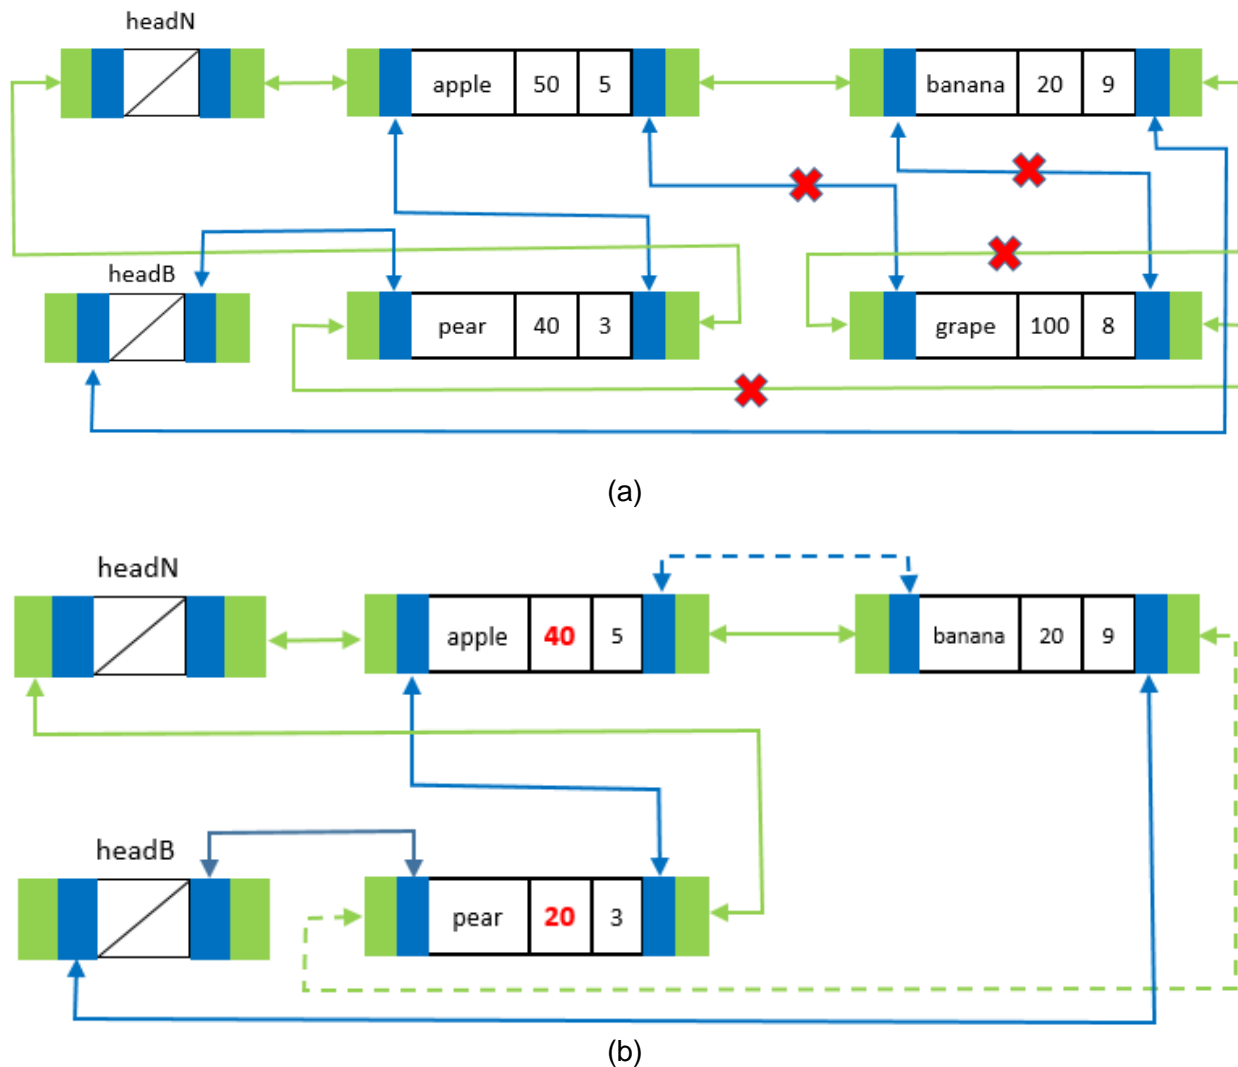 headN
apple 50 5
banana 20 9
headB
pear 40 3
grape 100 8
(a)
headN
apple 40 5
banana 20 9
headB
pear 20 3
(b)